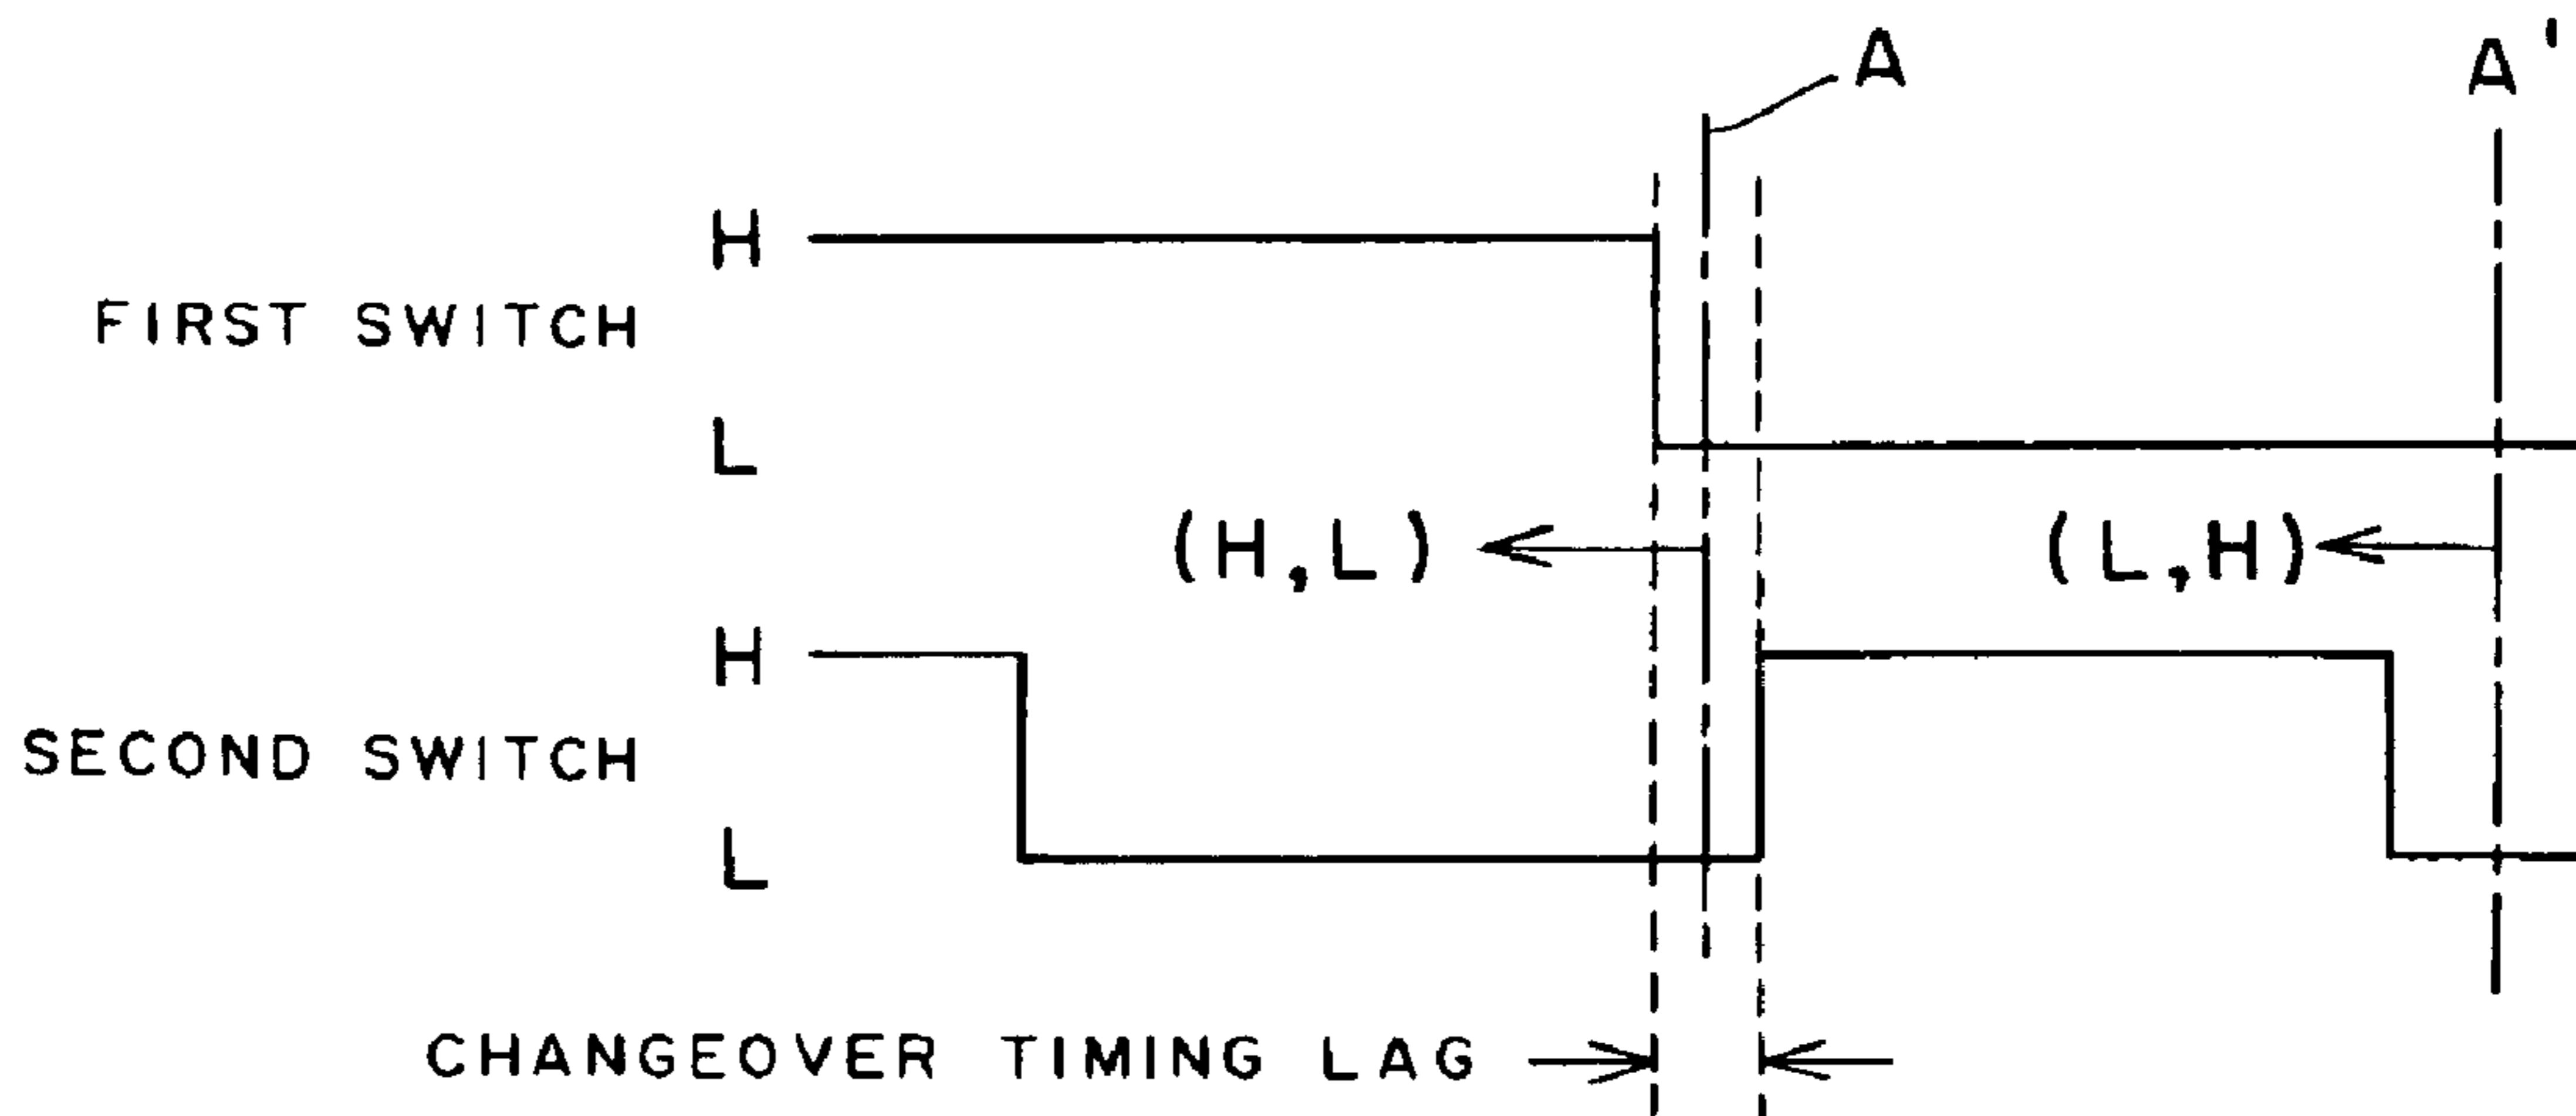 A
A'
H
FIRST SWITCH
L
(H,L)
(L,H)
H
SECOND SWITCH
L
CHANGEOVER TIMING LAG